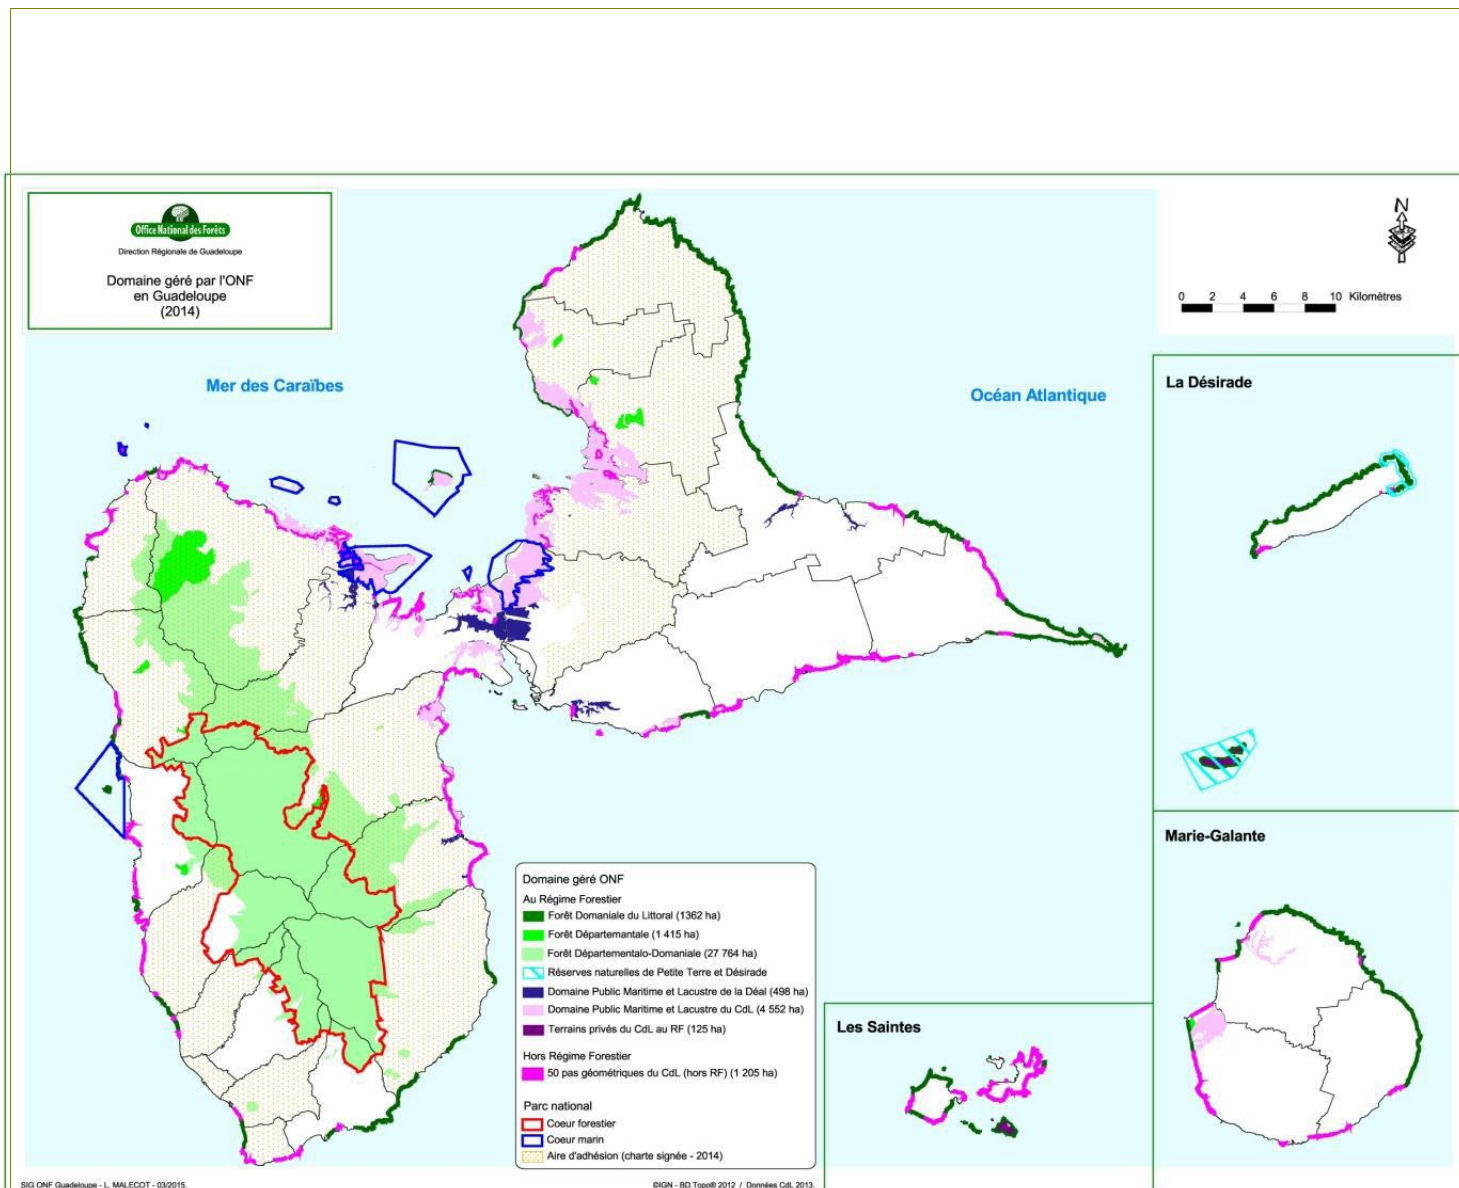 Office National des Forêts
Direction Régionale de Guadeloupe
Domaine géré par l'ONF
en Guadeloupe
(2014)
N
0 2 4 6 8 10 Kilomètres
Mer des Caraïbes
Océan Atlantique
La Désirade
Marie-Galante
Les Saintes
Domaine géré ONF
Au Régime Forestier
Forêt Domaniale du Littoral (1362 ha)
Forêt Départemantale (1 415 ha)
Forêt Départementalo-Domaniale (27 764 ha)
Réserves naturelles de Petite Terre et Désirade
Domaine Public Maritime et Lacustre de la Déal (498 ha)
Domaine Public Maritime et Lacustre du CdL (4 552 ha)
Terrains privés du CdL au RF (125 ha)
Hors Régime Forestier
50 pas géométriques du CdL (hors RF) (1 205 ha)
Parc national
Coeur forestier
Coeur marin
Aire d'adhésion (charte signée - 2014)
SIG ONF Guadeloupe - L. MALECOT - 03/2015.
©IGN - BD.Topo® 2012 / Données CdL 2013.